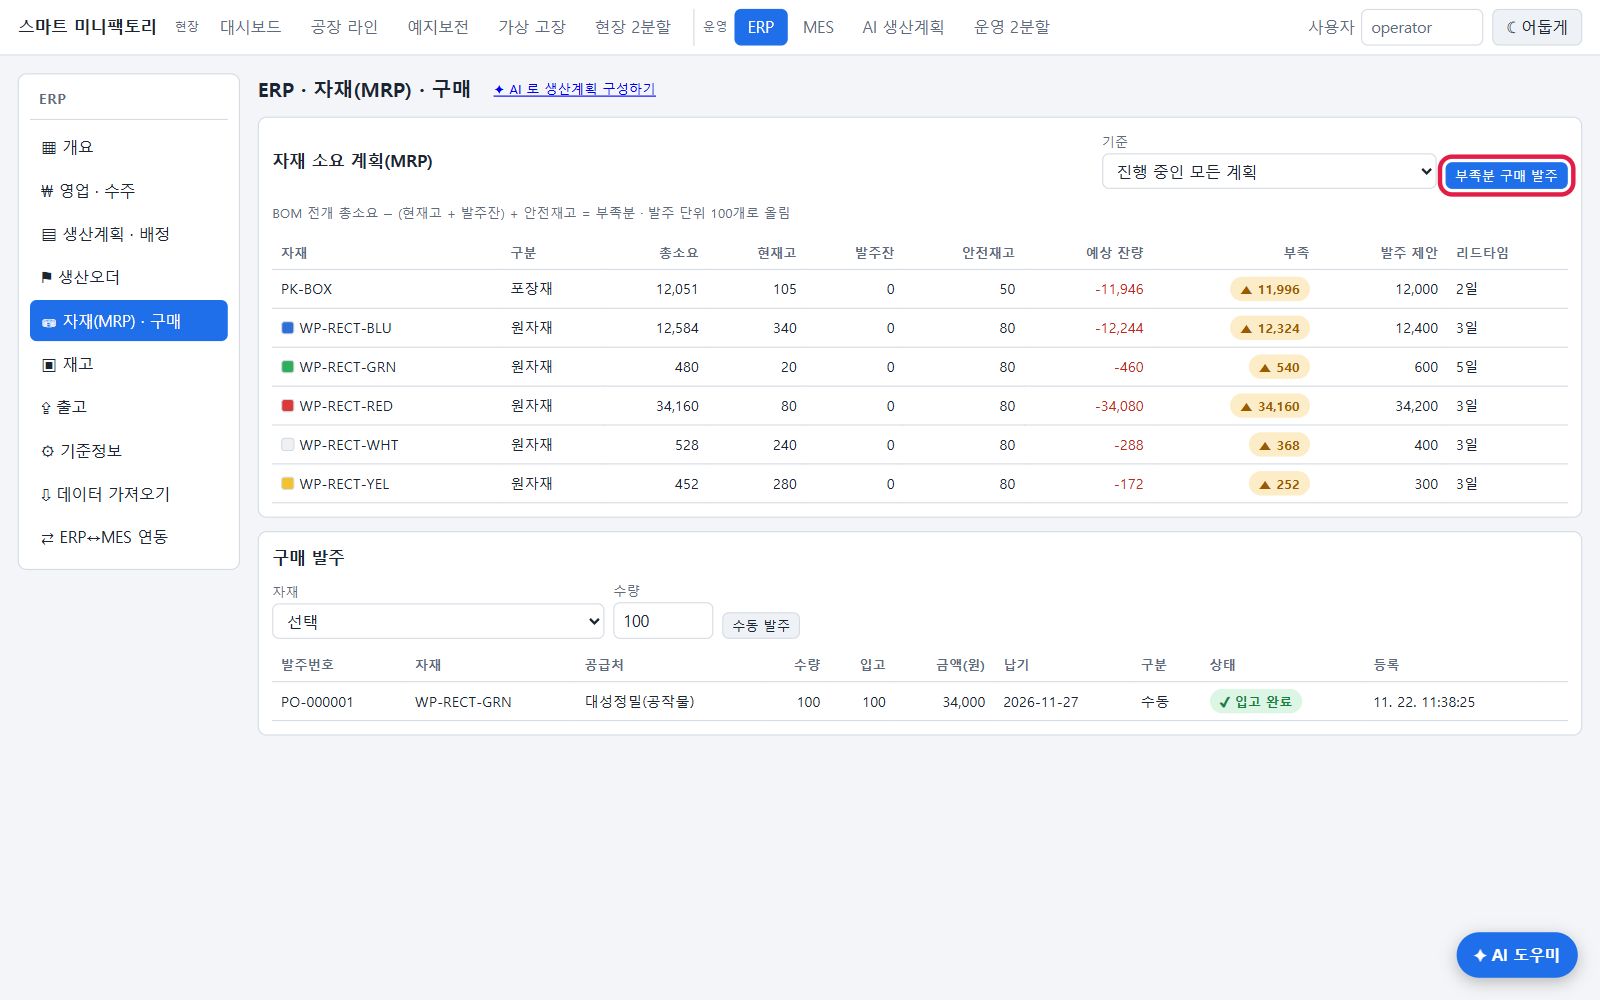 스마트 미니팩토리 현장 대시보드 공장 라인 예지보전 가상 고장 현장 2분할 운영 ERP MES AI 생산계획 운영 2분할 사용자 operator ☾ 어둡게
ERP
▦ 개요
₩ 영업 · 수주
▤ 생산계획 · 배정
⚑ 생산오더
자재(MRP) · 구매
▣ 재고
⇪ 출고
⚙ 기준정보
⇩ 데이터 가져오기
⇄ ERP↔MES 연동
ERP · 자재(MRP) · 구매 ✦ AI 로 생산계획 구성하기
자재 소요 계획(MRP)
기준
진행 중인 모든 계획
부족분 구매 발주
BOM 전개 총소요 − (현재고 + 발주잔) + 안전재고 = 부족분 · 발주 단위 100개로 올림
자재 구분 총소요 현재고 발주잔 안전재고 예상 잔량 부족 발주 제안 리드타임
PK-BOX 포장재 12,051 105 0 50 -11,946 ▲ 11,996 12,000 2일
WP-RECT-BLU 원자재 12,584 340 0 80 -12,244 ▲ 12,324 12,400 3일
WP-RECT-GRN 원자재 480 20 0 80 -460 ▲ 540 600 5일
WP-RECT-RED 원자재 34,160 80 0 80 -34,080 ▲ 34,160 34,200 3일
WP-RECT-WHT 원자재 528 240 0 80 -288 ▲ 368 400 3일
WP-RECT-YEL 원자재 452 280 0 80 -172 ▲ 252 300 3일
구매 발주
자재 수량
선택 100 수동 발주
발주번호 자재 공급처 수량 입고 금액(원) 납기 구분 상태 등록
PO-000001 WP-RECT-GRN 대성정밀(공작물) 100 100 34,000 2026-11-27 수동 ✔ 입고 완료 11. 22. 11:38:25
✦ AI 도우미